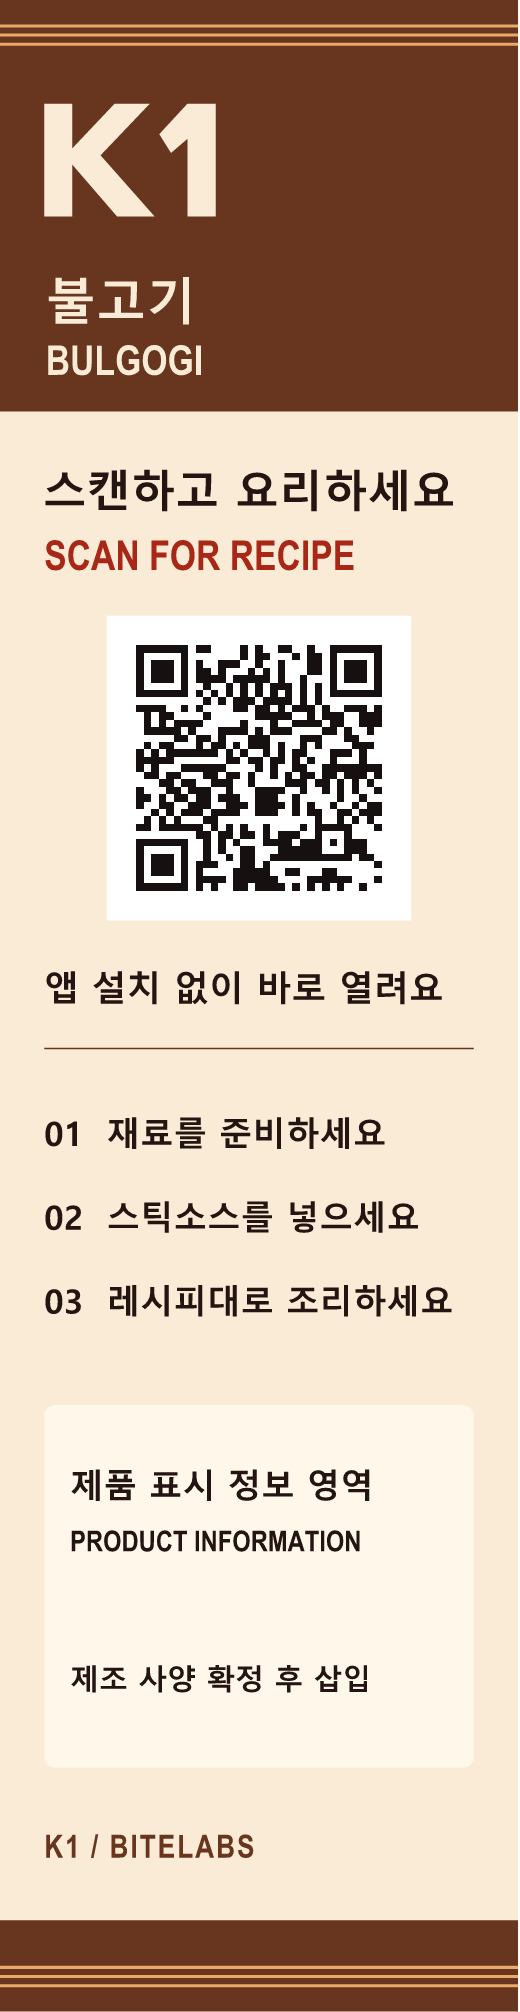 K1
불고기
BULGOGI
스캔하고 요리하세요
SCAN FOR RECIPE
앱 설치 없이 바로 열려요
01 재료를 준비하세요
02 스틱소스를 넣으세요
03 레시피대로 조리하세요
제품 표시 정보 영역
PRODUCT INFORMATION
제조 사양 확정 후 삽입
K1 / BITELABS